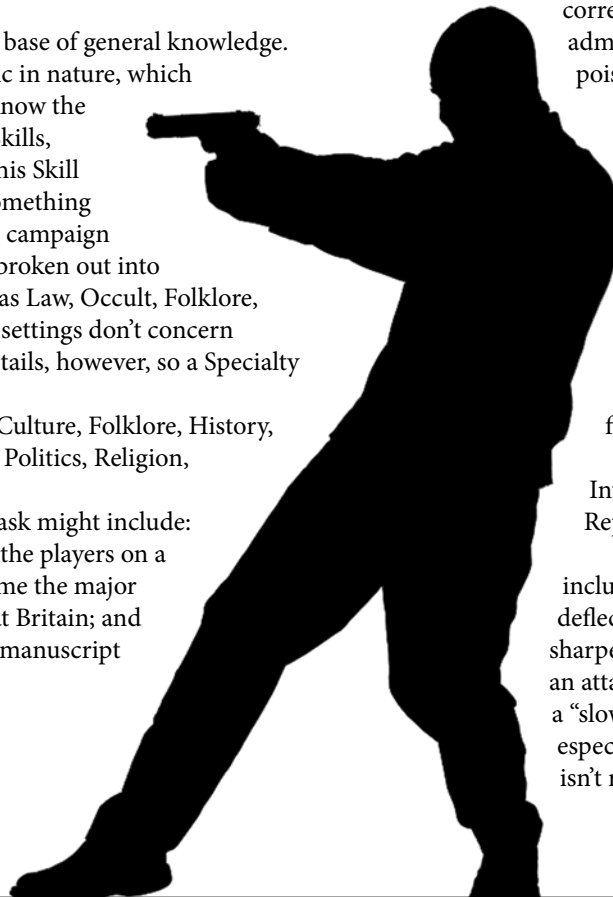 base of general knowledge.
c in nature, which
now the
kills,
his Skill
omething
campaign
broken out into
as Law, Occult, Folklore,
settings don’t concern
tails, however, so a Specialty
Culture, Folklore, History,
Politics, Religion,
ask might include:
the players on a
me the major
t Britain; and
manuscript
corre
adm
pois
f
In
Re
inclu
deflec
sharpe
an atta
a “slow
espec
isn’t